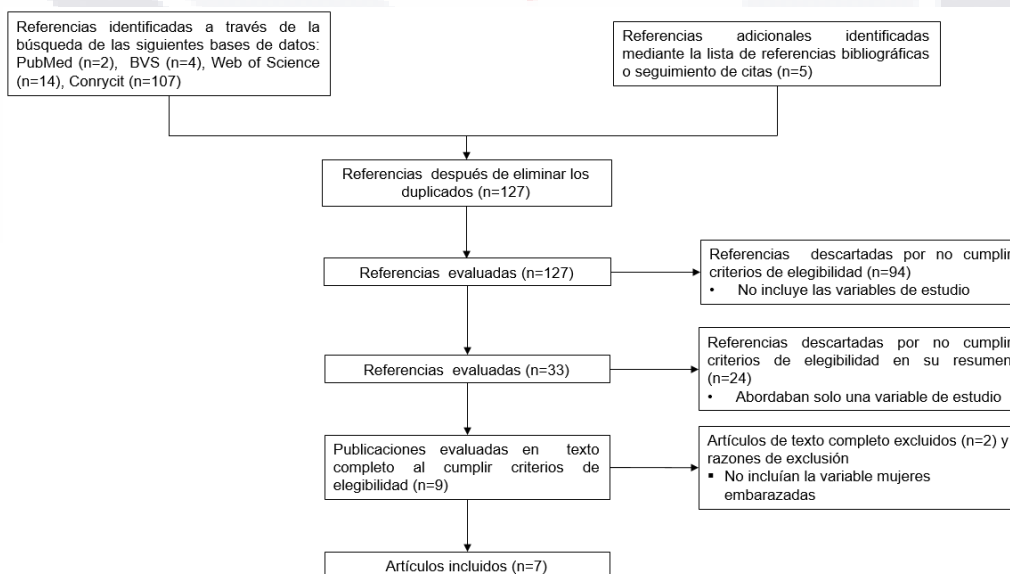 Referencias identificadas a través de la
búsqueda de las siguientes bases de datos:
PubMed (n=2), BVS (n=4), Web of Science
(n=14), Conrycit (n=107)
Referencias adicionales identificadas
mediante la lista de referencias bibliográficas
o seguimiento de citas (n=5)
Referencias después de eliminar los
duplicados (n=127)
Referencias evaluadas (n=127)
Referencias descartadas por no cumplir
criterios de elegibilidad (n=94)
• No incluye las variables de estudio
Referencias evaluadas (n=33)
Referencias descartadas por no cumplir
criterios de elegibilidad en su resumen
(n=24)
• Abordaban solo una variable de estudio
Publicaciones evaluadas en texto
completo al cumplir criterios de
elegibilidad (n=9)
Artículos de texto completo excluidos (n=2) y
razones de exclusión
▪ No incluían la variable mujeres
embarazadas
Artículos incluidos (n=7)